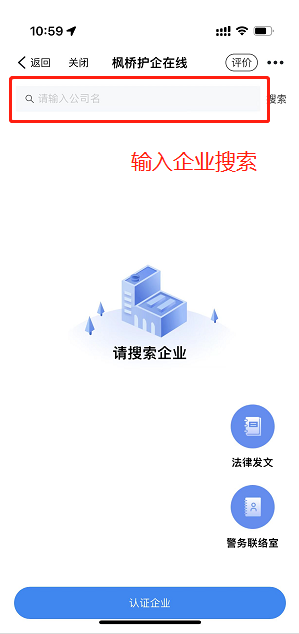 10:59
返回 关闭 枫桥护企在线 评价
请输入公司名 搜索
输入企业搜索
请搜索企业
法律发文
警务联络室
认证企业